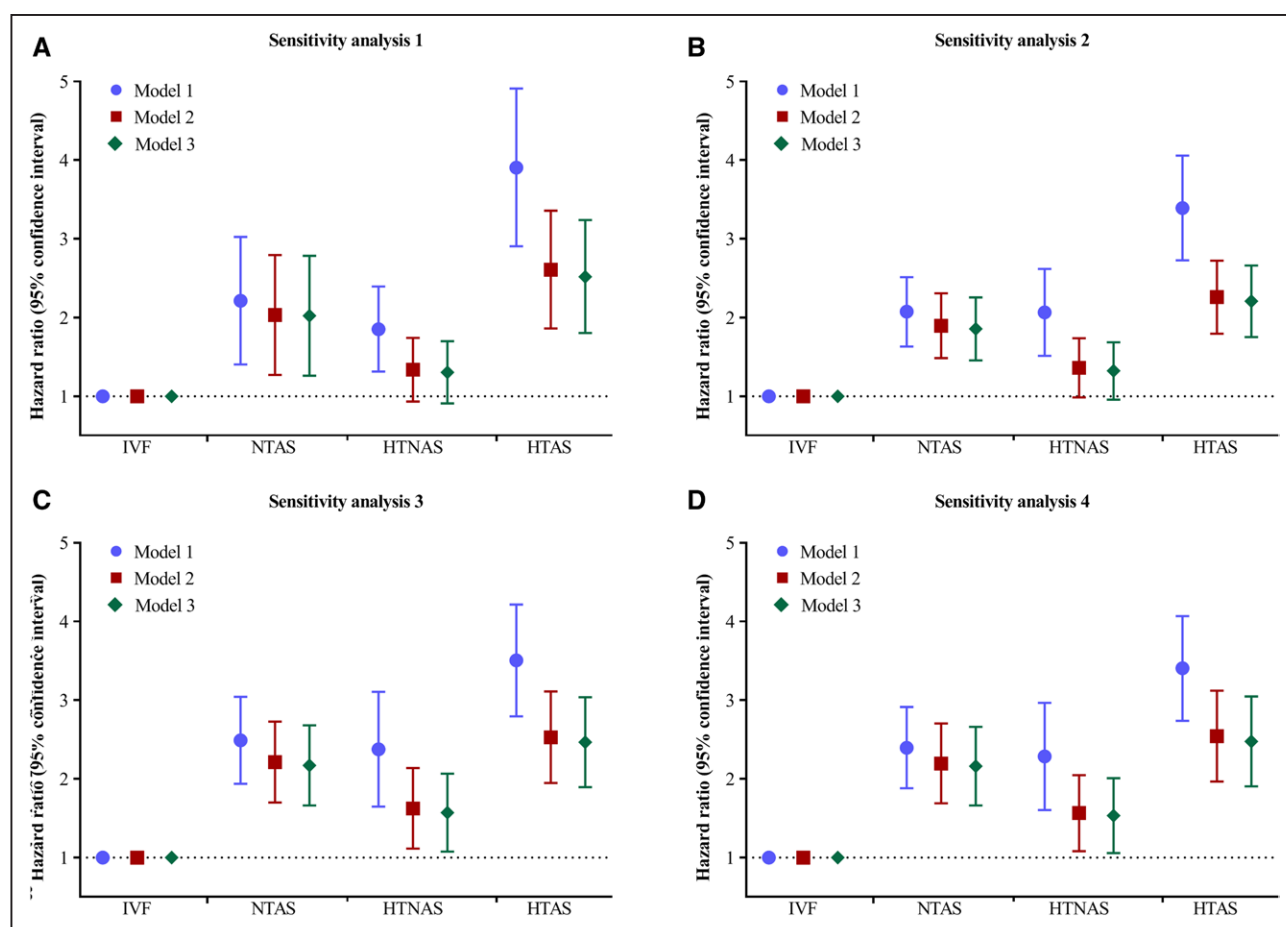 A
Sensitivity analysis 1
Hazard ratio (95% confidence interval)
5
4
3
2
1
Model 1
Model 2
Model 3
IVF NTAS HTNAS HTAS
B
Sensitivity analysis 2
Hazard ratio (95% confidence interval)
5
4
3
2
1
Model 1
Model 2
Model 3
IVF NTAS HTNAS HTAS
C
Sensitivity analysis 3
Hazard ratio (95% confidence interval)
5
4
3
2
1
Model 1
Model 2
Model 3
IVF NTAS HTNAS HTAS
D
Sensitivity analysis 4
Hazard ratio (95% confidence interval)
5
4
3
2
1
Model 1
Model 2
Model 3
IVF NTAS HTNAS HTAS